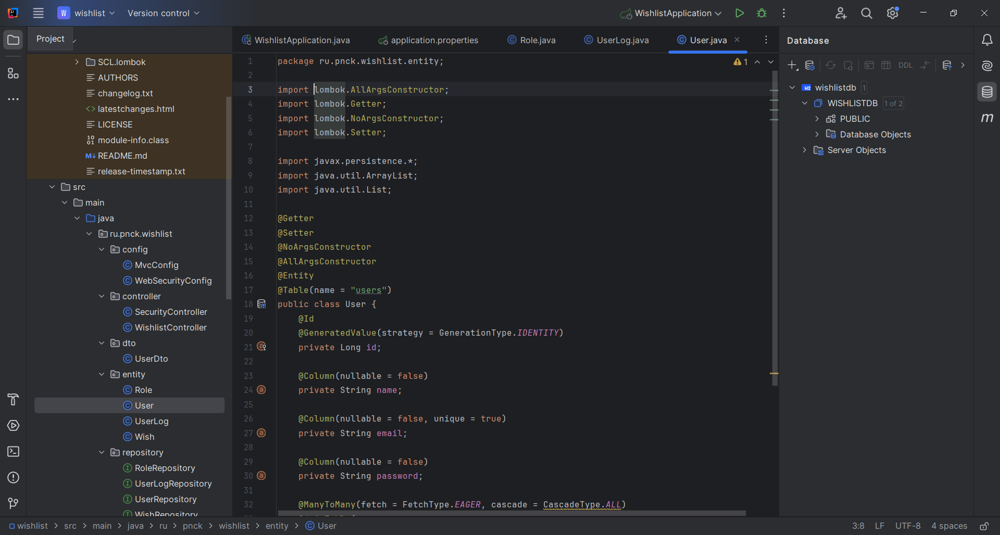 W wishlist Version control WishlistApplication
Project
SCL.lombok
AUTHORS
changelog.txt
<> latestchanges.html
LICENSE
10
01 module-info.class
M↓ README.md
release-timestamp.txt
src
main
java
ru.pnck.wishlist
config
C MvcConfig
C WebSecurityConfig
controller
C SecurityController
C WishlistController
dto
C UserDto
entity
C Role
C User
C UserLog
C Wish
repository
I RoleRepository
I UserLogRepository
I UserRepository
I WishRepository
WishlistApplication.java application.properties C Role.java C UserLog.java C User.java
1 package ru.pnck.wishlist.entity; 1
2
3 import lombok.AllArgsConstructor;
4 import lombok.Getter;
5 import lombok.NoArgsConstructor;
6 import lombok.Setter;
7
8 import javax.persistence.*;
9 import java.util.ArrayList;
10 import java.util.List;
11
12 @Getter
13 @Setter
14 @NoArgsConstructor
15 @AllArgsConstructor
16 @Entity
17 @Table(name = "users")
18 public class User {
19 @Id
20 @GeneratedValue(strategy = GenerationType.IDENTITY)
21 private Long id;
22
23 @Column(nullable = false)
24 private String name;
25
26 @Column(nullable = false, unique = true)
27 private String email;
28
29 @Column(nullable = false)
30 private String password;
31
32 @ManyToMany(fetch = FetchType.EAGER, cascade = CascadeType.ALL)
Database
DDL
H2 wishlistdb 1
WISHLISTDB 1 of 2
PUBLIC
Database Objects
Server Objects
m
wishlist > src > main > java > ru > pnck > wishlist > entity > C User
3:8 LF UTF-8 4 spaces